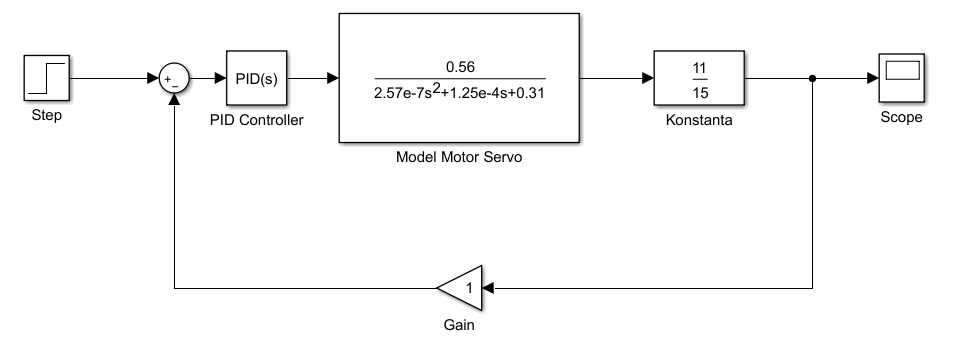 Step
+
−
PID(s)
PID Controller
0.56
2.57e-7s²+1.25e-4s+0.31
Model Motor Servo
11
15
Konstanta
Scope
1
Gain